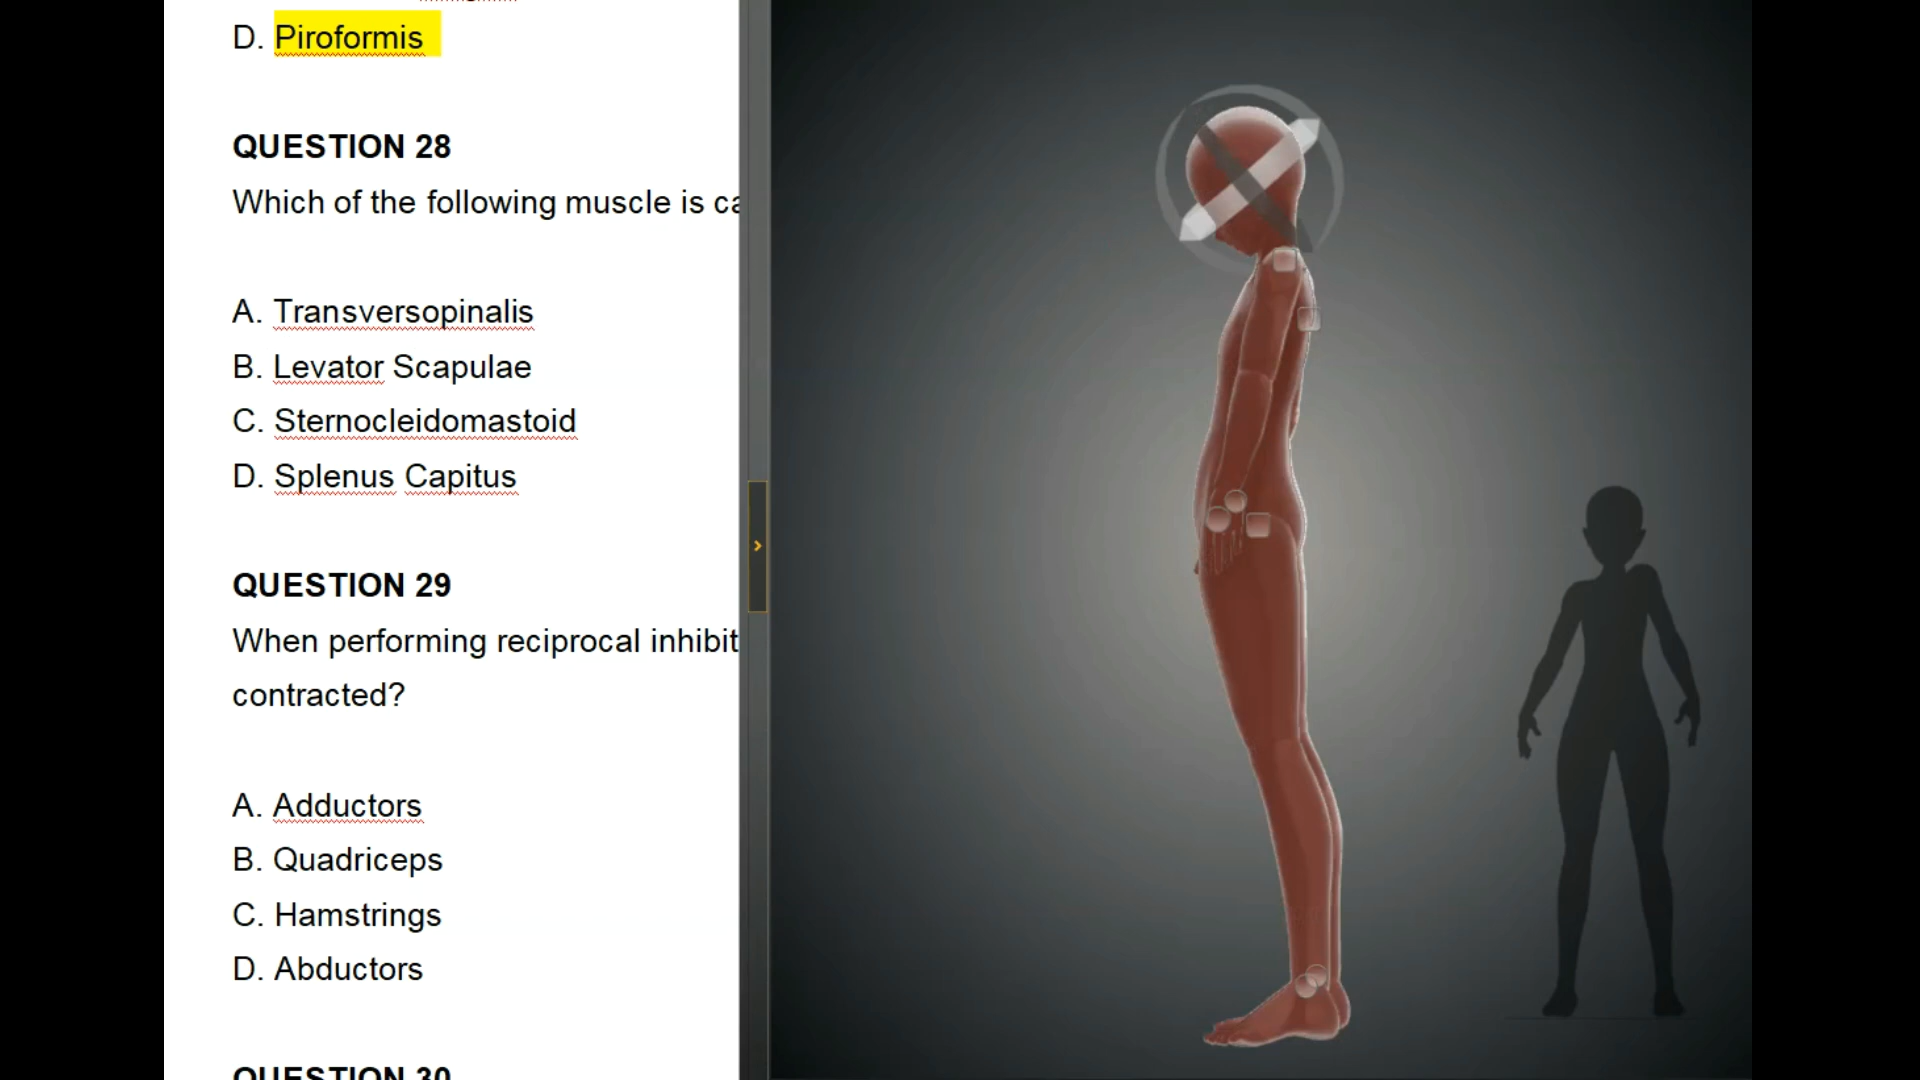 D. Piroformis
QUESTION 28
Which of the following muscle is
A. Transversopinalis
B. Levator Scapulae
C. Sternocleidomastoid
D. Splenus Capitus
QUESTION 29
When performing reciprocal inhibit
contracted?
A. Adductors
B. Quadriceps
C. Hamstrings
D. Abductors
QUESTION 30